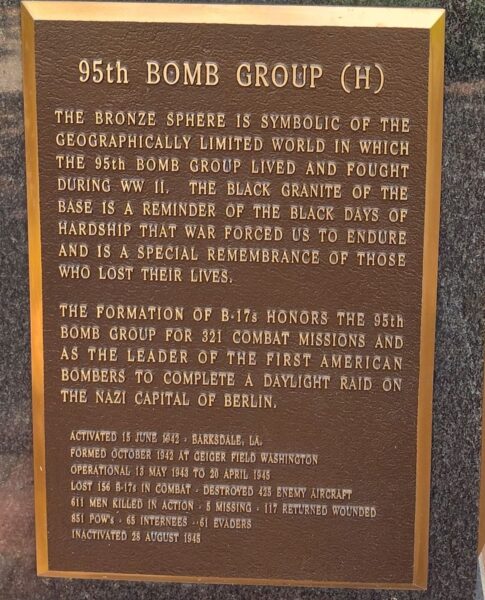 95th BOMB GROUP (H)
THE BRONZE SPHERE IS SYMBOLIC OF THE
GEOGRAPHICALLY LIMITED WORLD IN WHICH
THE 95th BOMB GROUP LIVED AND FOUGHT
DURING WW II. THE BLACK GRANITE OF THE
BASE IS A REMINDER OF THE BLACK DAYS OF
HARDSHIP THAT WAR FORCED US TO ENDURE
AND IS A SPECIAL REMEMBRANCE OF THOSE
WHO LOST THEIR LIVES.
THE FORMATION OF B-17s HONORS THE 95th
BOMB GROUP FOR 321 COMBAT MISSIONS AND
AS THE LEADER OF THE FIRST AMERICAN
BOMBERS TO COMPLETE A DAYLIGHT RAID ON
THE NAZI CAPITAL OF BERLIN.
ACTIVATED 15 JUNE 1942 - BARKSDALE, LA.
FORMED OCTOBER 1942 AT GEIGER FIELD WASHINGTON
OPERATIONAL 13 MAY 1943 TO 20 APRIL 1945
LOST 156 B-17s IN COMBAT - DESTROYED 425 ENEMY AIRCRAFT
611 MEN KILLED IN ACTION - 5 MISSING - 117 RETURNED WOUNDED
851 POW's - 65 INTERNEES - 61 EVADERS
INACTIVATED 28 AUGUST 1945